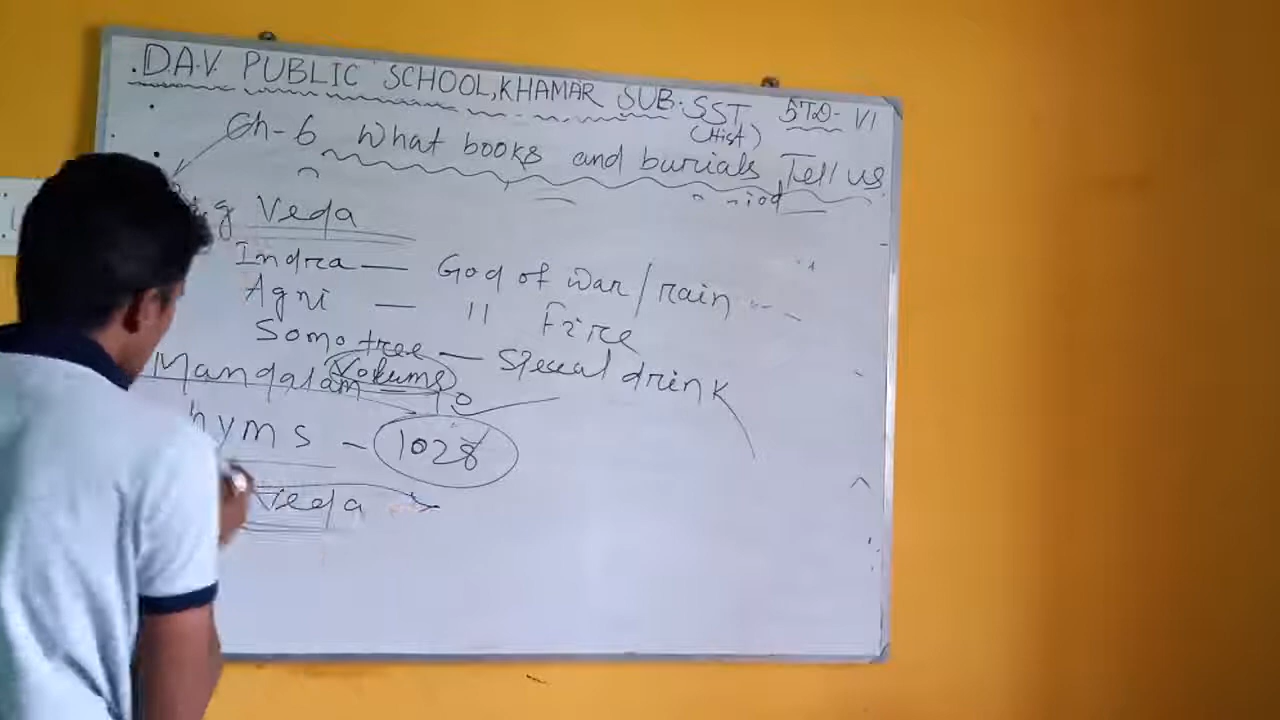 D.A.V. PUBLIC SCHOOL, KHAMAR SUB. SST STD- VI
(Hist)
Ch-6 What books and burials Tell us
Veda
Indra — God of war/rain
Agni — " Fire
Somo tree — special drink
Mandalam (Volume) 10
hyms - 1028
Veda